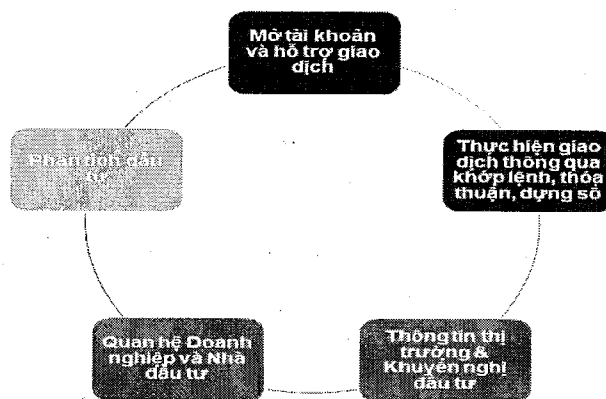 Mở tài khoản
và hỗ trợ giao
dịch
Thực hiện giao
dịch thông qua
khớp lệnh, thỏa
thuận, dựng sổ
Thông tin thị
trường &
Khuyến nghị
đầu tư
Quan hệ Doanh
nghiệp và Nhà
đầu tư
Phân tích đầu
tư